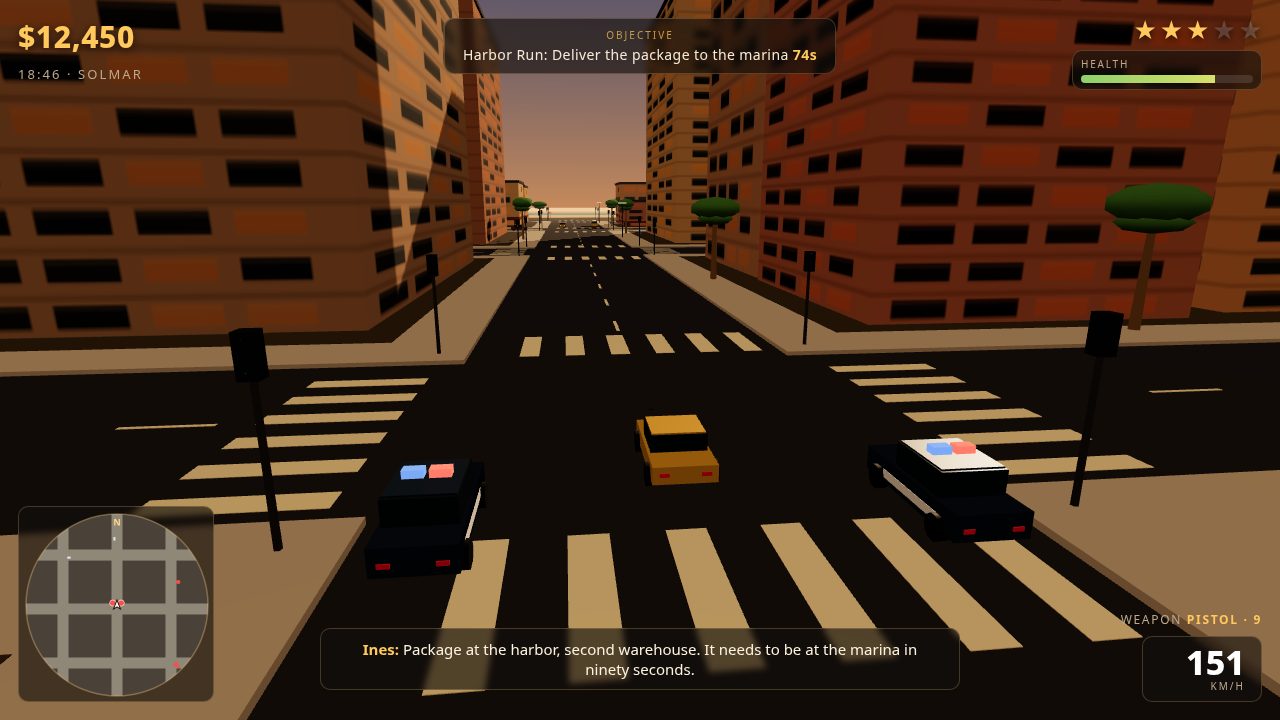 $12,450
18:46 · SOLMAR
OBJECTIVE
Harbor Run: Deliver the package to the marina 74s
★★★★★
HEALTH
N
Ines: Package at the harbor, second warehouse. It needs to be at the marina in
ninety seconds.
WEAPON PISTOL · 9
151
KM/H